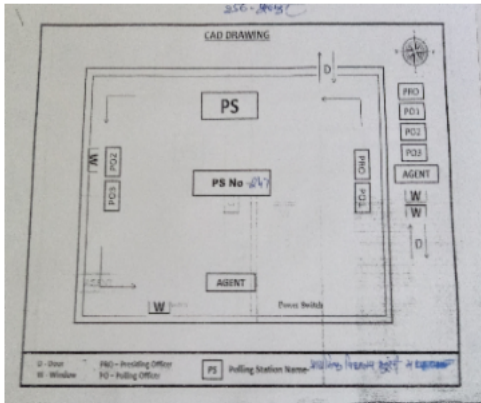 CAD DRAWING
D
PRO
PS
PO1
PO2
PO3
W
PO2
PRO
AGENT
PS No 247
PO3
PO1
W
W
D
AGENT
W
Power Switch
D - Door
PRO - Presiding Officer
W - Window
PO - Polling Officer
PS
Polling Station Name-